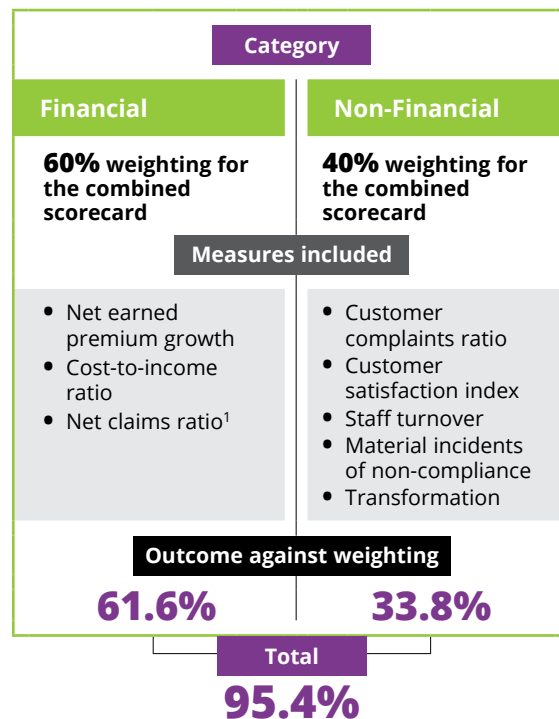 Category
Financial
60% weighting for
the combined
scorecard
Non-Financial
40% weighting for
the combined
scorecard
Measures included
• Net earned
premium growth
• Cost-to-income
ratio
• Net claims ratio¹
• Customer
complaints ratio
• Customer
satisfaction index
• Staff turnover
• Material incidents
of non-compliance
• Transformation
Outcome against weighting
61.6%
33.8%
Total
95.4%